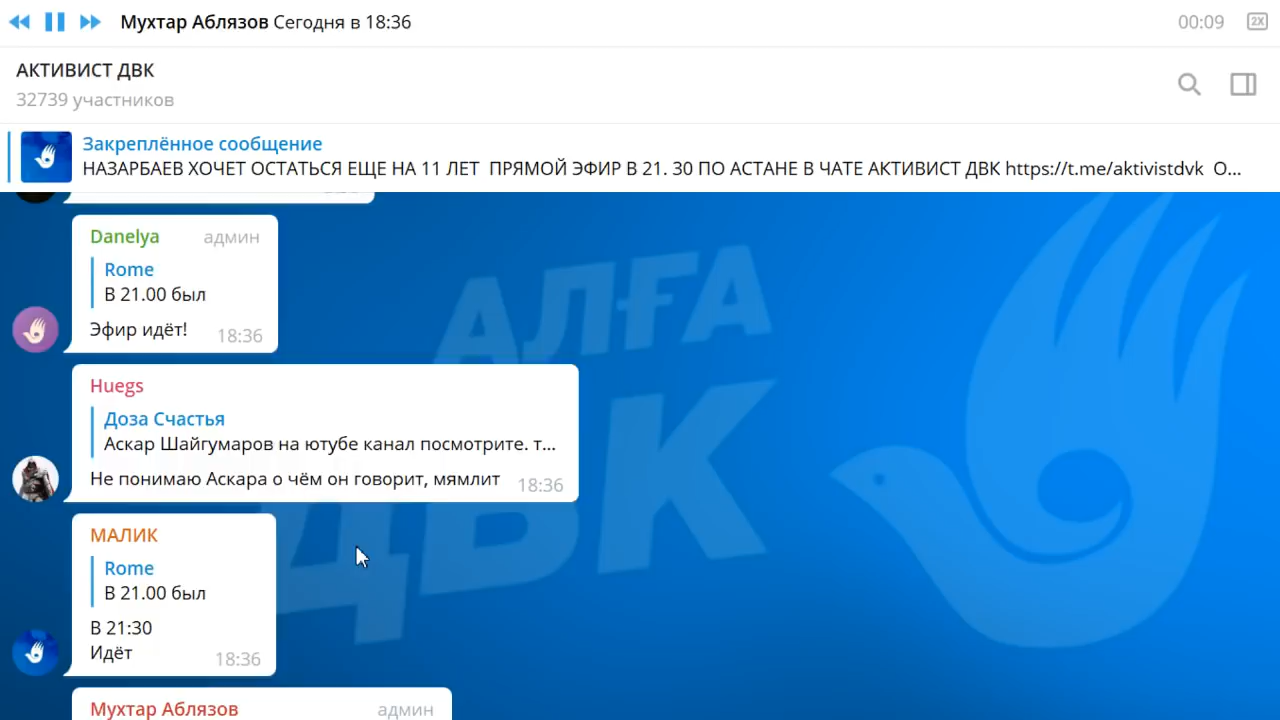 Мухтар Аблязов Сегодня в 18:36
00:09
2X
АКТИВИСТ ДВК
32739 участников
Закреплённое сообщение
НАЗАРБАЕВ ХОЧЕТ ОСТАТЬСЯ ЕЩЕ НА 11 ЛЕТ ПРЯМОЙ ЭФИР В 21. 30 ПО АСТАНЕ В ЧАТЕ АКТИВИСТ ДВК https://t.me/aktivistdvk О...
АЛҒА
ДВК
Danelya админ
Rome
В 21.00 был
Эфир идёт!
18:36
Huegs
Доза Счастья
Аскар Шайгумаров на ютубе канал посмотрите. т...
Не понимаю Аскара о чём он говорит, мямлит
18:36
МАЛИК
Rome
В 21.00 был
В 21:30
Идёт
18:36
Мухтар Аблязов админ